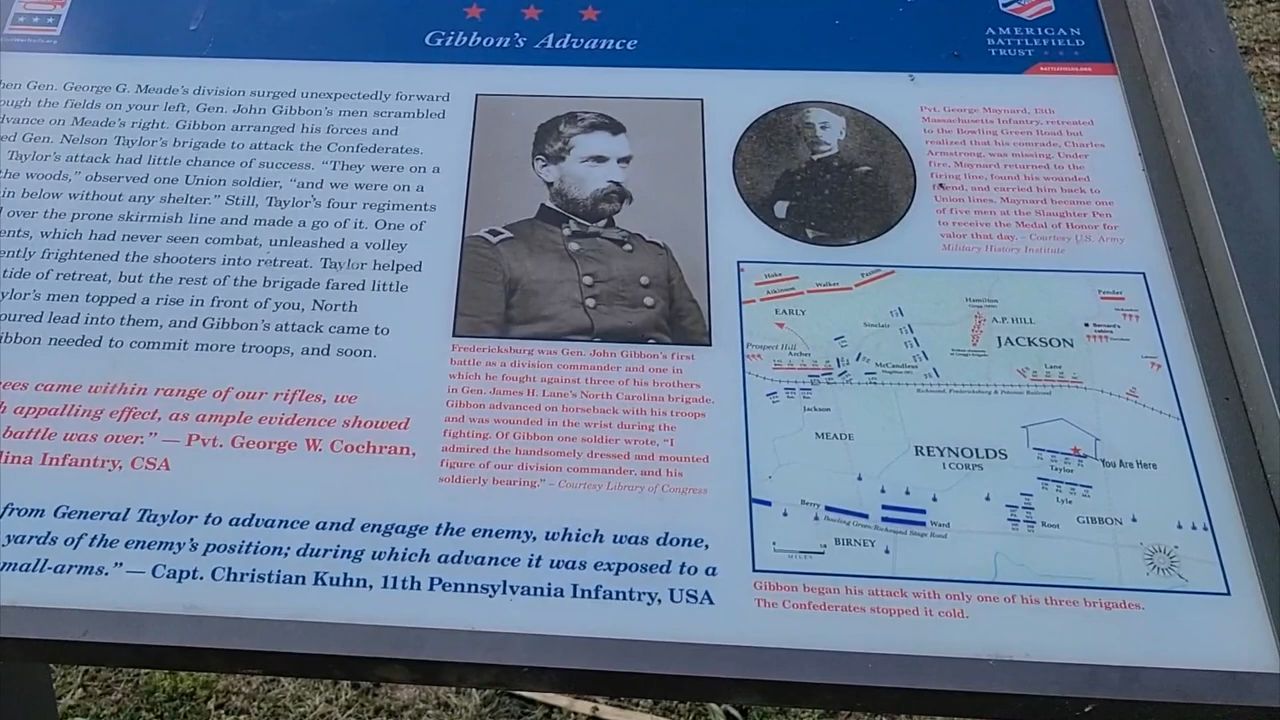 Gibbon's Advance
AMERICAN
BATTLEFIELD
TRUST
BATTLEFIELDS.ORG
hen Gen. George G. Meade's division surged unexpectedly forward
ough the fields on your left, Gen. John Gibbon's men scrambled
dvance on Meade's right. Gibbon arranged his forces and
ed Gen. Nelson Taylor's brigade to attack the Confederates.
Taylor's attack had little chance of success. "They were on a
the woods," observed one Union soldier, "and we were on a
in below without any shelter." Still, Taylor's four regiments
over the prone skirmish line and made a go of it. One of
ents, which had never seen combat, unleashed a volley
ently frightened the shooters into retreat. Taylor helped
tide of retreat, but the rest of the brigade fared little
ylor's men topped a rise in front of you, North
oured lead into them, and Gibbon's attack came to
ibbon needed to commit more troops, and soon.
ees came within range of our rifles, we
h appalling effect, as ample evidence showed
battle was over." — Pvt. George W. Cochran,
lina Infantry, CSA
from General Taylor to advance and engage the enemy, which was done,
yards of the enemy's position; during which advance it was exposed to a
mall-arms." — Capt. Christian Kuhn, 11th Pennsylvania Infantry, USA
Fredericksburg was Gen. John Gibbon's first
battle as a division commander and one in
which he fought against three of his brothers
in Gen. James H. Lane's North Carolina brigade.
Gibbon advanced on horseback with his troops
and was wounded in the wrist during the
fighting. Of Gibbon one soldier wrote, "I
admired the handsomely dressed and mounted
figure of our division commander, and his
soldierly bearing." – Courtesy Library of Congress
Pvt. George Maynard, 13th
Massachusetts Infantry, retreated
to the Bowling Green Road but
realized that his comrade, Charles
Armstrong, was missing. Under
fire, Maynard returned to the
firing line, found his wounded
friend, and carried him back to
Union lines. Maynard became one
of five men at the Slaughter Pen
to receive the Medal of Honor for
valor that day. – Courtesy U.S. Army
Military History Institute
Hoke
Atkinson
Walker
Paxton
EARLY
Sinclair
Hamilton
A.P. HILL
JACKSON
Pender
Bernard's
cabins
Prospect Hill
Archer
McCandless
Lane
Richmond, Fredericksburg & Potomac Railroad
Jackson
MEADE
REYNOLDS
I CORPS
You Are Here
Taylor
Lyle
Root
GIBBON
Berry
Ward
Bowling Green/Richmond Stage Road
BIRNEY
MILES
Gibbon began his attack with only one of his three brigades.
The Confederates stopped it cold.